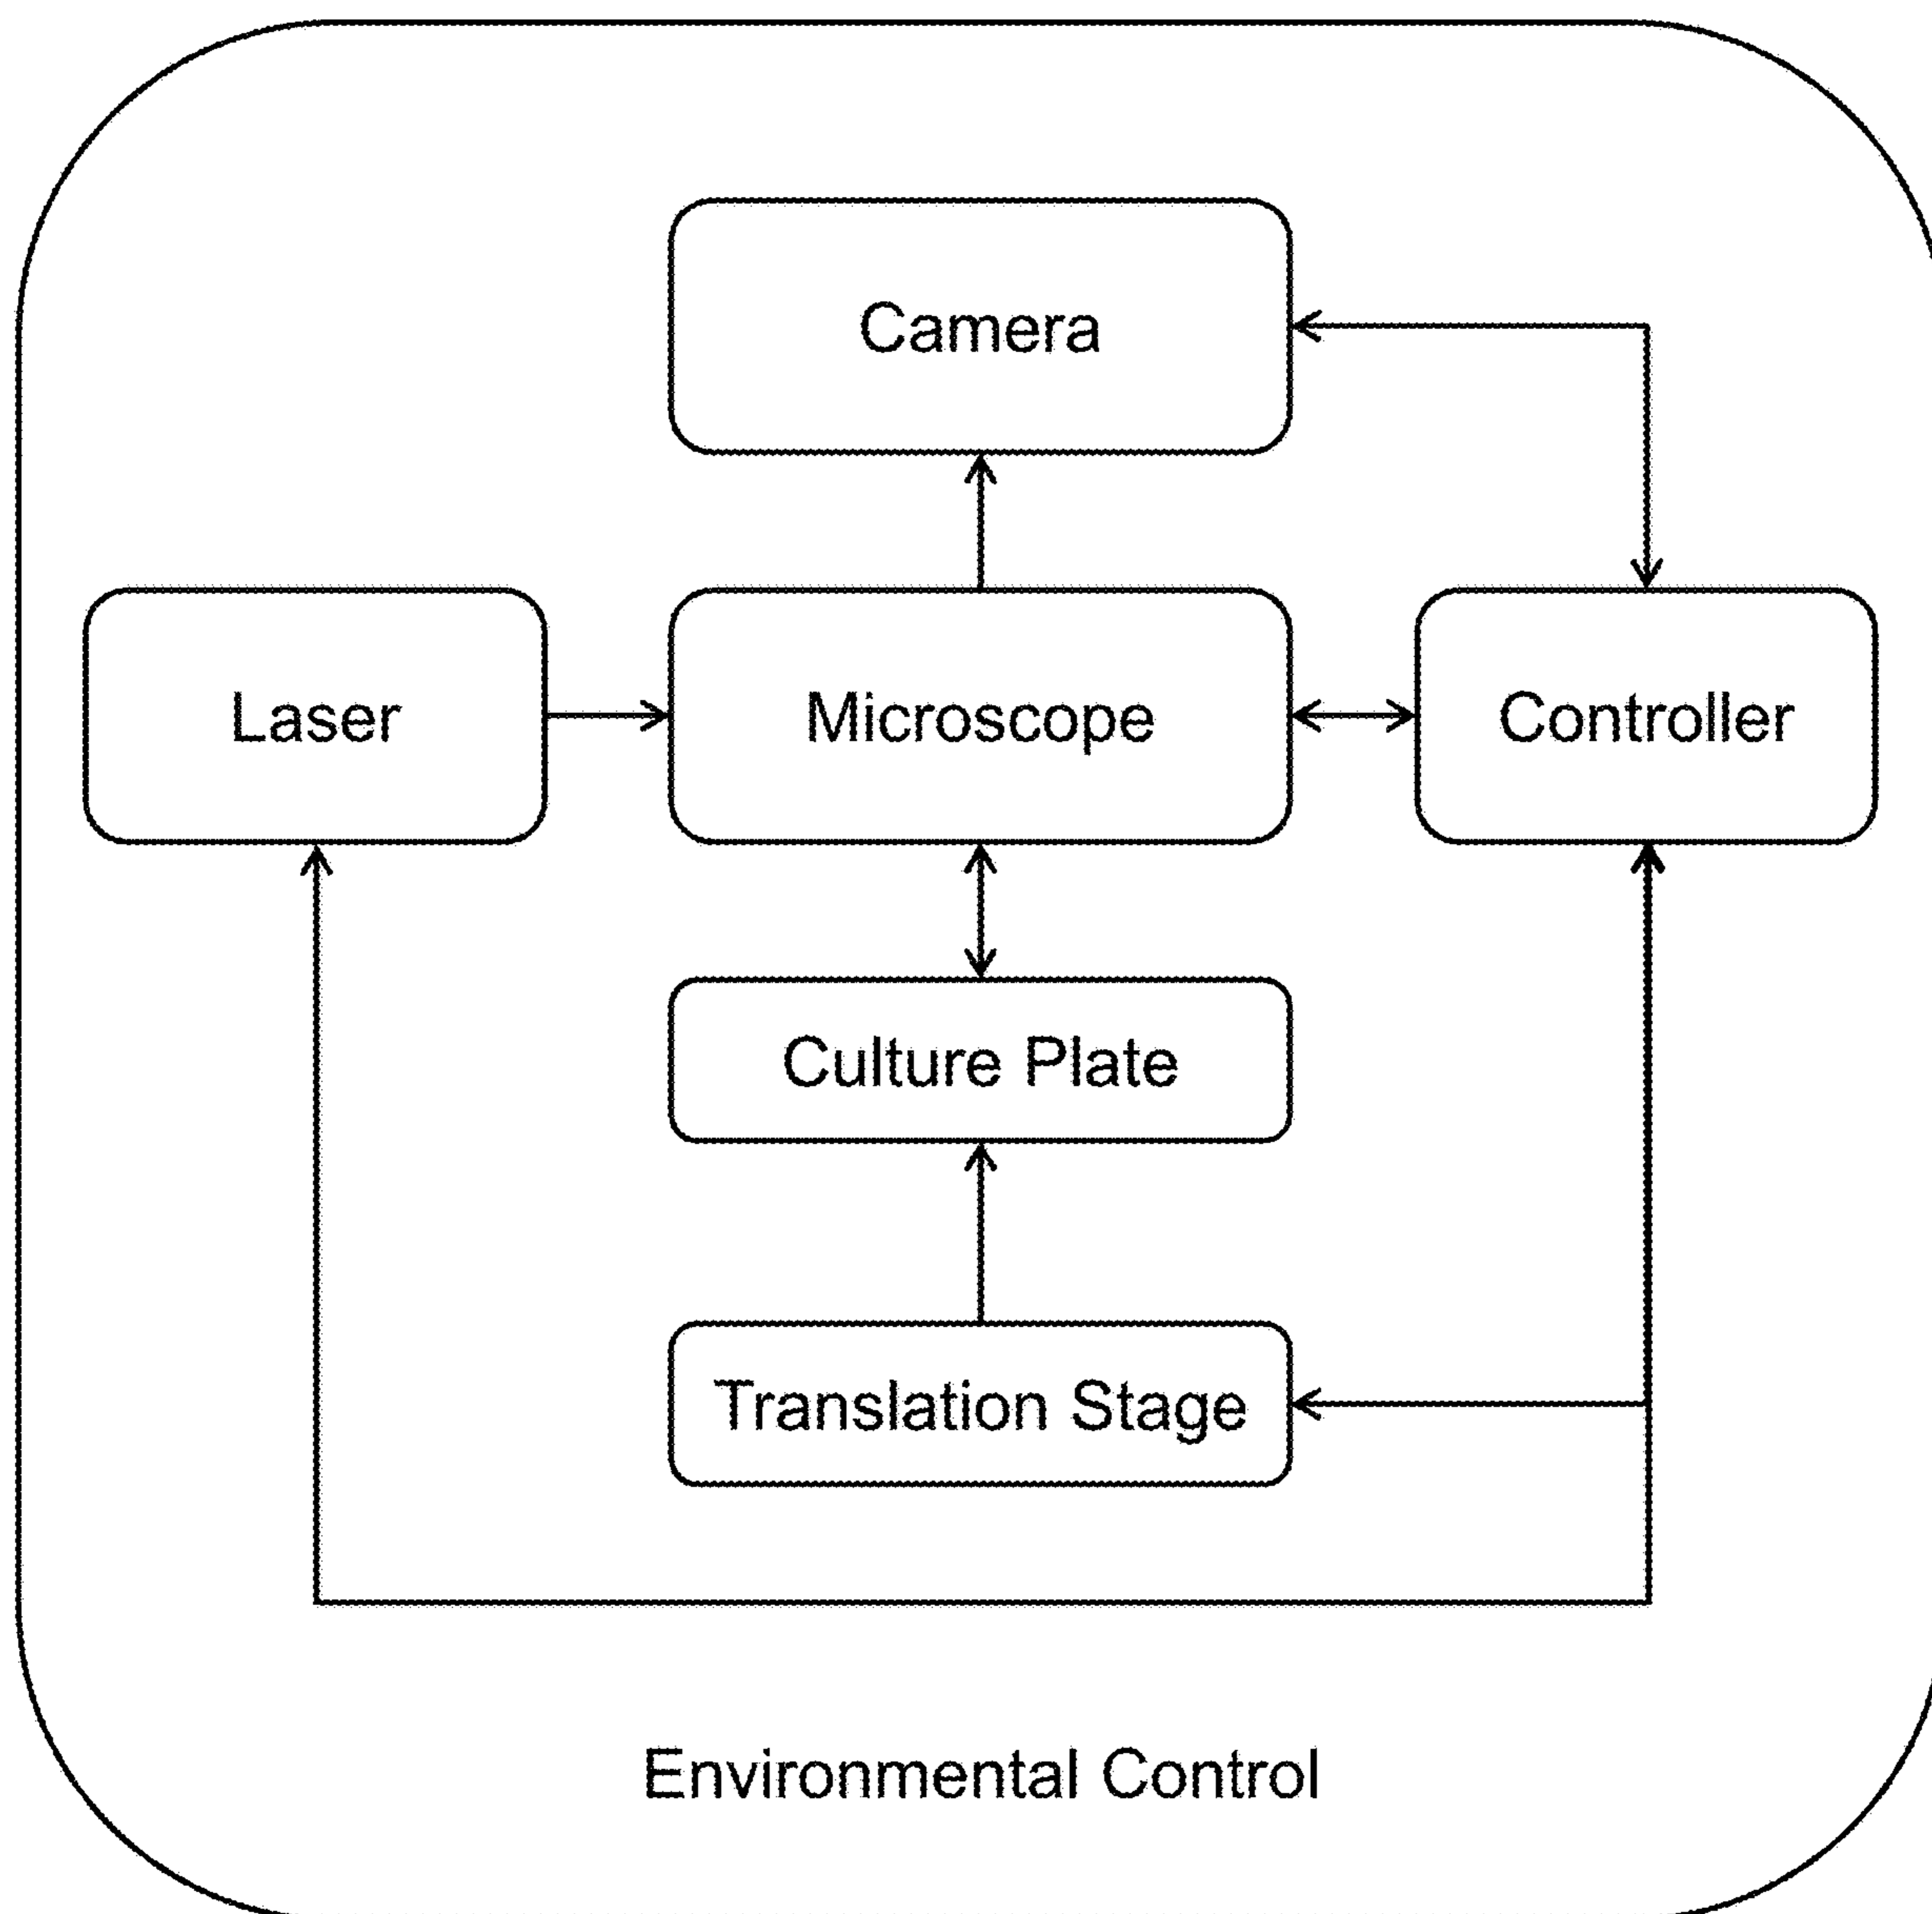 Camera
Laser
Microscope
Controller
Culture Plate
Translation Stage
Environmental Control